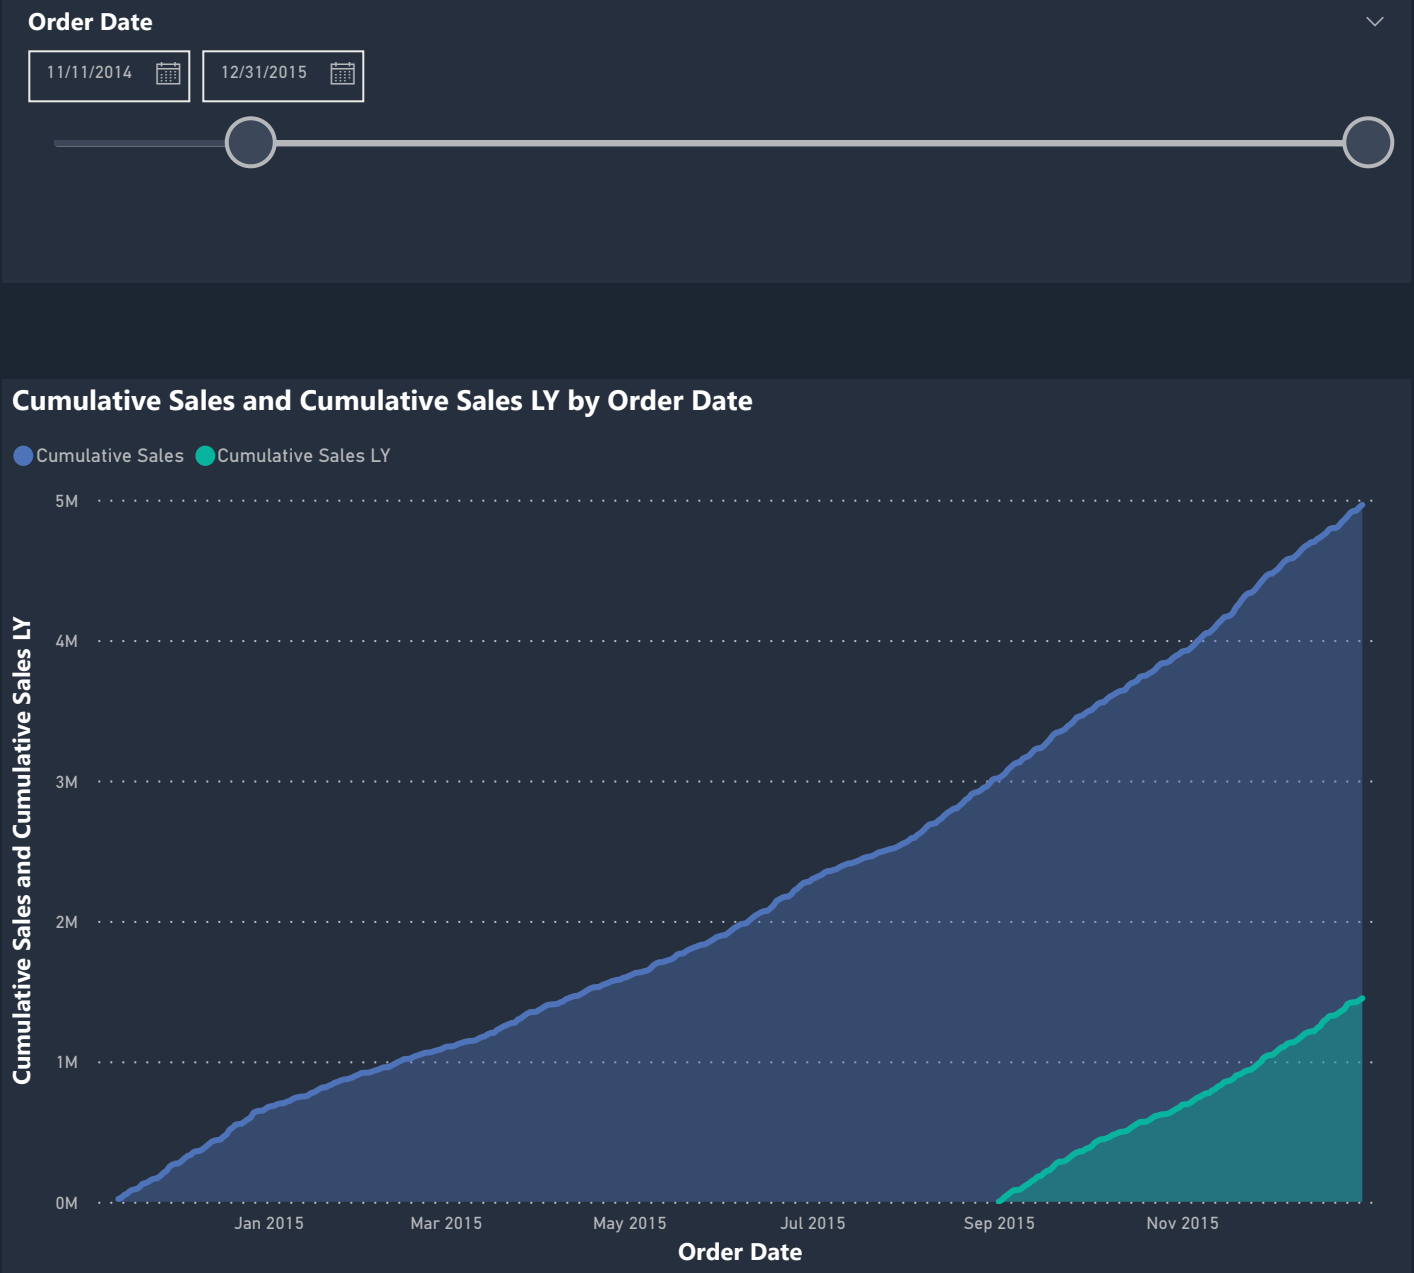 Order Date
11/11/2014 12/31/2015
Cumulative Sales and Cumulative Sales LY by Order Date
Cumulative Sales Cumulative Sales LY
Cumulative Sales and Cumulative Sales LY
5M
4M
3M
2M
1M
0M
Jan 2015 Mar 2015 May 2015 Jul 2015 Sep 2015 Nov 2015
Order Date